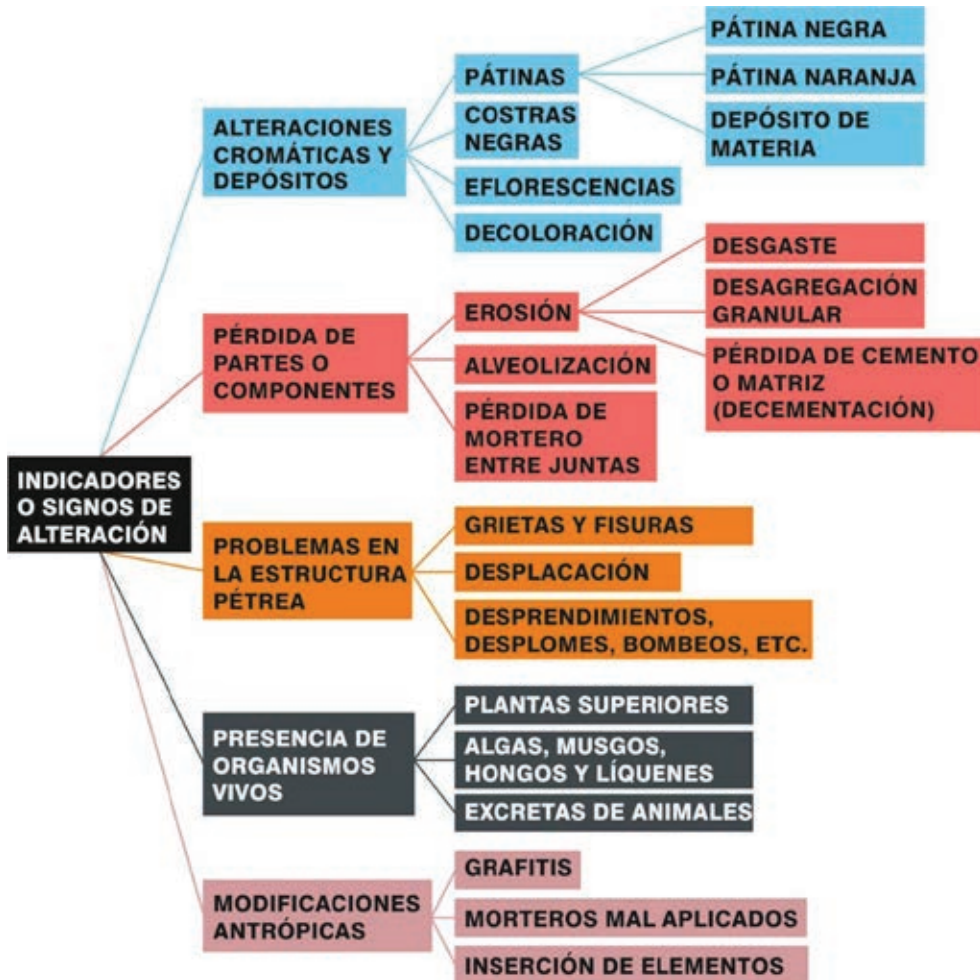 INDICADORES
O SIGNOS DE
ALTERACIÓN
ALTERACIONES
CROMÁTICAS Y
DEPÓSITOS
PÁTINAS
PÁTINA NEGRA
PÁTINA NARANJA
DEPÓSITO DE
MATERIA
COSTRAS
NEGRAS
EFLORESCENCIAS
DECOLORACIÓN
PÉRDIDA DE
PARTES O
COMPONENTES
EROSIÓN
DESGASTE
DESAGREGACIÓN
GRANULAR
PÉRDIDA DE CEMENTO
O MATRIZ
(DECEMENTACIÓN)
ALVEOLIZACIÓN
PÉRDIDA DE
MORTERO
ENTRE JUNTAS
PROBLEMAS EN
LA ESTRUCTURA
PÉTREA
GRIETAS Y FISURAS
DESPLACACIÓN
DESPRENDIMIENTOS,
DESPLOMES, BOMBEOS, ETC.
PRESENCIA DE
ORGANISMOS
VIVOS
PLANTAS SUPERIORES
ALGAS, MUSGOS,
HONGOS Y LÍQUENES
EXCRETAS DE ANIMALES
MODIFICACIONES
ANTRÓPICAS
GRAFITIS
MORTEROS MAL APLICADOS
INSERCIÓN DE ELEMENTOS